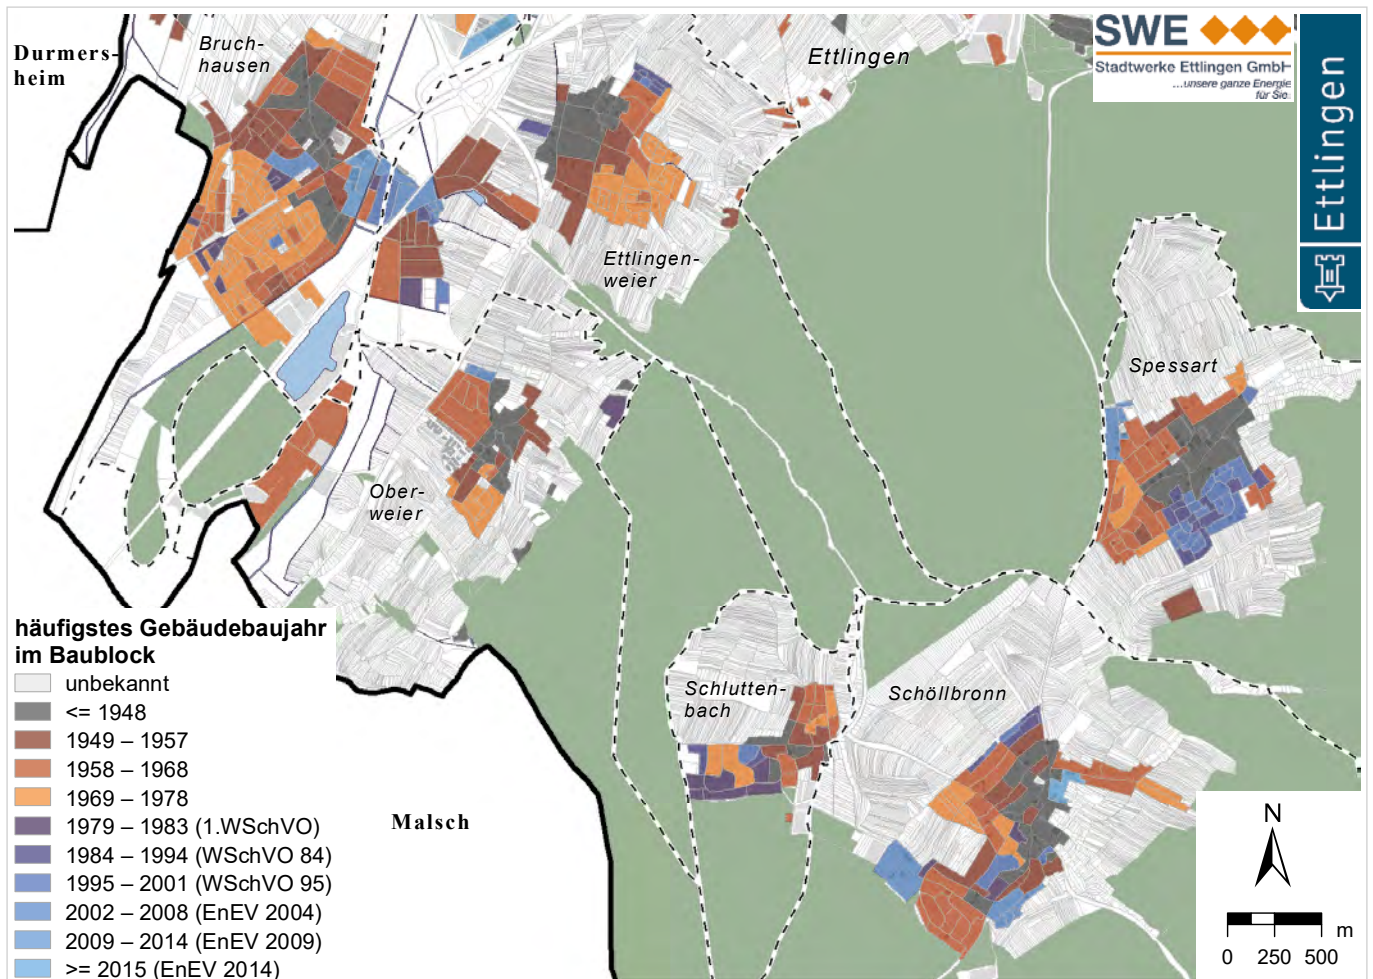 Durmers-
heim
Bruch-
hausen
Ettlingen
SWE
Stadtwerke Ettlingen GmbH
...unsere ganze Energie
für Sie.
Ettlingen
Ettlingen-
weier
Spessart
Ober-
weier
Schlutten-
bach
Schöllbronn
Malsch
häufigstes Gebäudebaujahr
im Baublock
unbekannt
<= 1948
1949 – 1957
1958 – 1968
1969 – 1978
1979 – 1983 (1.WSchVO)
1984 – 1994 (WSchVO 84)
1995 – 2001 (WSchVO 95)
2002 – 2008 (EnEV 2004)
2009 – 2014 (EnEV 2009)
>= 2015 (EnEV 2014)
N
m
0 250 500